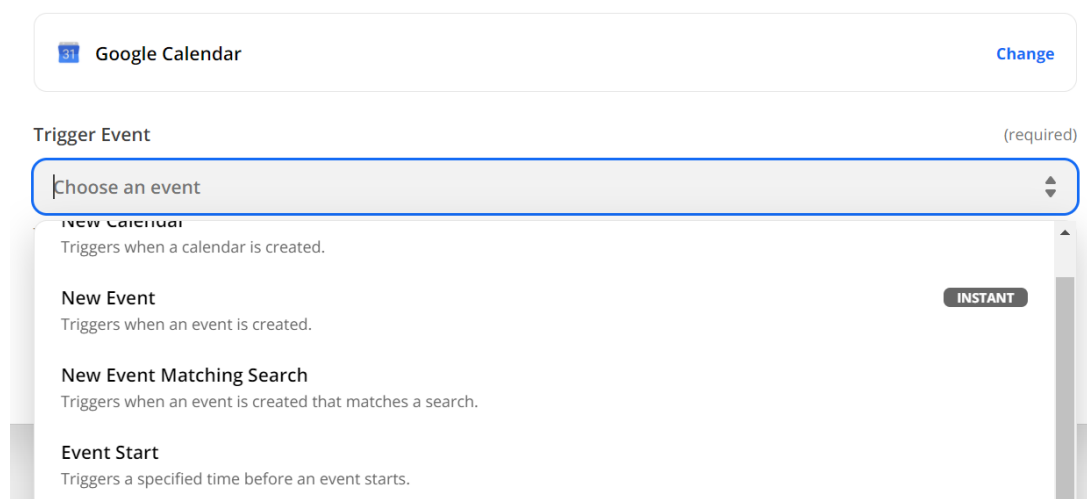 31 Google Calendar Change
Trigger Event (required)
Choose an event
New Calendar
Triggers when a calendar is created.
New Event INSTANT
Triggers when an event is created.
New Event Matching Search
Triggers when an event is created that matches a search.
Event Start
Triggers a specified time before an event starts.